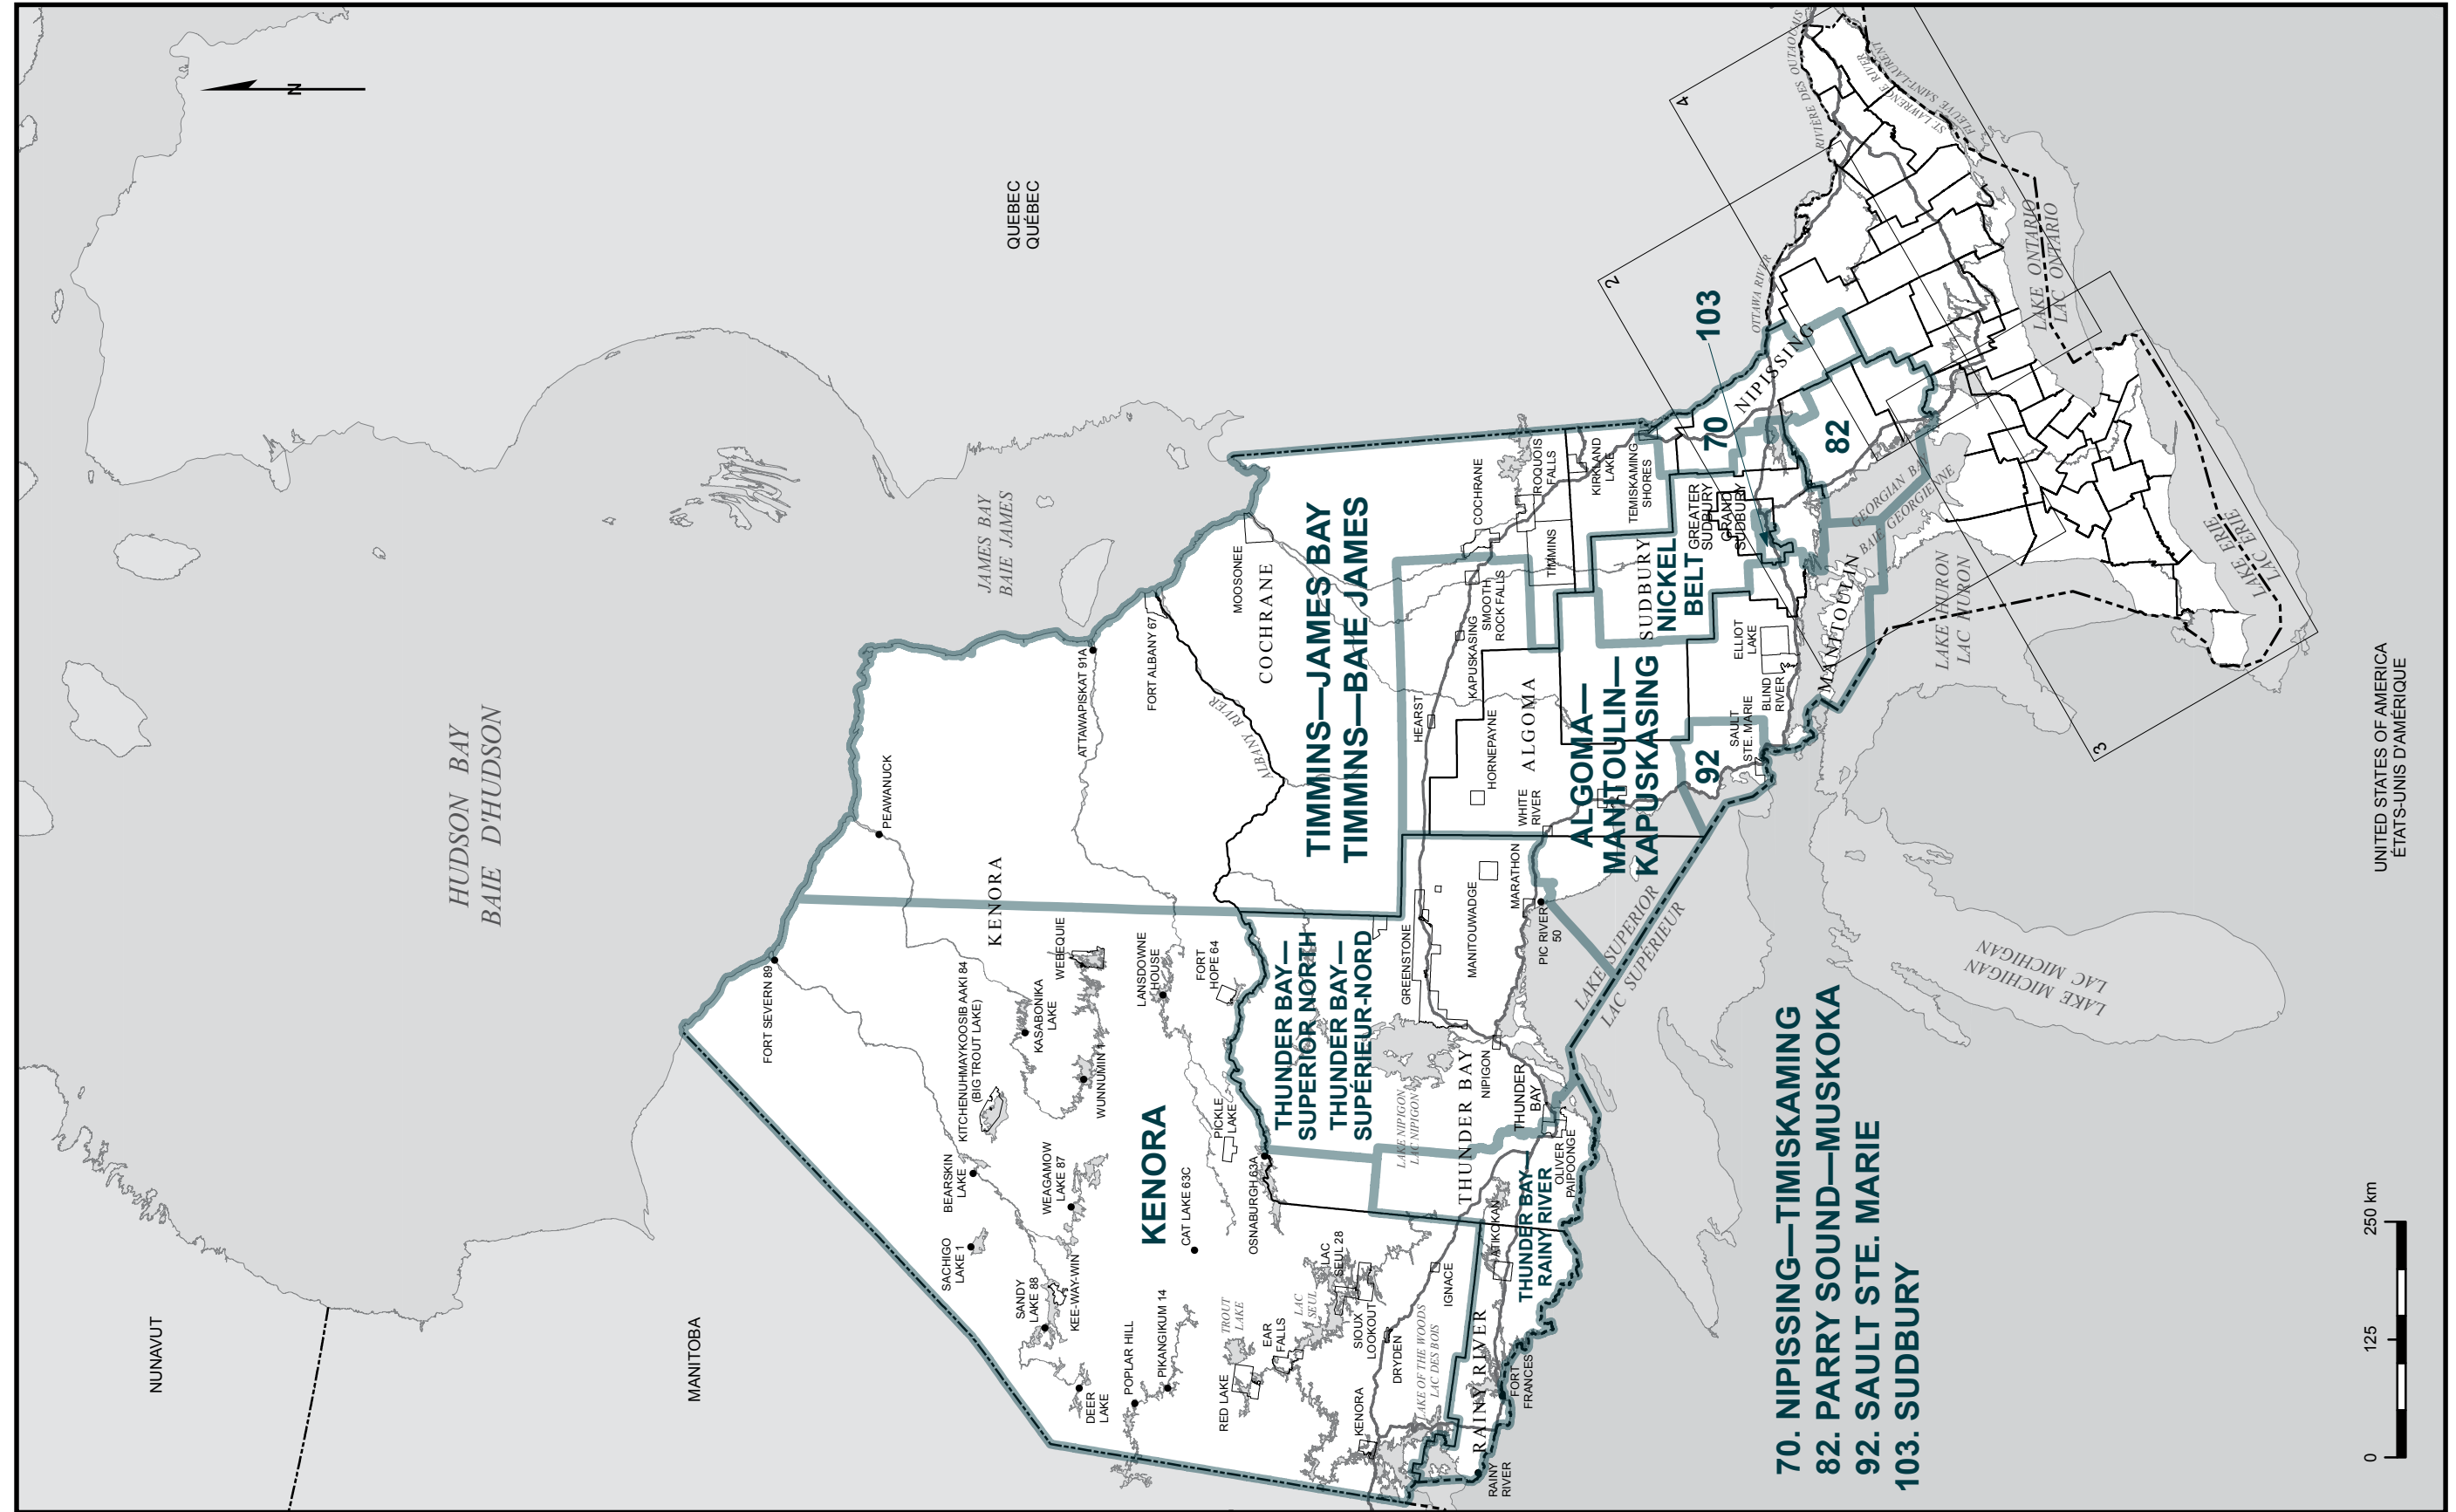 NUNAVUT
MANITOBA
HUDSON BAY
BAIE D'HUDSON
QUEBEC
QUÉBEC
JAMES BAY
BAIE JAMES
N
FORT SEVERN 89
PEAWANUCK
KENORA
KITCHENUHMAYKOOSIB AAKI 84
(BIG TROUT LAKE)
KASABONIKA
LAKE
WEBEQUIE
WUNNUMIN 1
BEARSKIN
LAKE
SACHIGO
LAKE 1
WEAGAMOW
LAKE 87
SANDY
LAKE 88
KEE-WAY-WIN
DEER
LAKE
POPLAR HILL
PIKANGIKUM 14
KENORA
CAT LAKE 63C
LANSDOWNE
HOUSE
FORT
HOPE 64
PICKLE
LAKE
OSNABURGH 63A
RED LAKE
TROUT
LAKE
EAR
FALLS
LAC
SEUL
LAC
SEUL 28
SIOUX
LOOKOUT
DRYDEN
KENORA
IGNACE
LAKE OF THE WOODS
LAC DES BOIS
RAINY RIVER
RAINY
RIVER
FORT
FRANCES
ATIKOKAN
THUNDER BAY—
RAINY RIVER
OLIVER
PAIPOONGE
THUNDER
BAY
THUNDER BAY
NIPIGON
LAKE NIPIGON
LAC NIPIGON
THUNDER BAY—
SUPERIOR NORTH
THUNDER BAY—
SUPÉRIEUR-NORD
GREENSTONE
MANITOUWADGE
MARATHON
PIC RIVER
50
ATTAWAPISKAT 91A
FORT ALBANY 67
ALBANY RIVER
MOOSONEE
COCHRANE
TIMMINS—JAMES BAY
TIMMINS—BAIE JAMES
HEARST
KAPUSKASING
SMOOTH
ROCK FALLS
COCHRANE
IROQUOIS
FALLS
TIMMINS
KIRKLAND
LAKE
TEMISKAMING
SHORES
HORNEPAYNE
WHITE
RIVER
ALGOMA
ALGOMA—
MANITOULIN—
KAPUSKASING
SUDBURY
NICKEL
BELT
GREATER
SUDBURY
GRAND
SUDBURY
ELLIOT
LAKE
BLIND
RIVER
SAULT
STE. MARIE
92
70
103
82
NIPISSING
MANITOULIN
OTTAWA RIVER
RIVIÈRE DES OUTAOUAIS
ST. LAWRENCE RIVER
FLEUVE SAINT-LAURENT
GEORGIAN BAY
BAIE GEORGIENNE
LAKE HURON
LAC HURON
LAKE ONTARIO
LAC ONTARIO
LAKE ERIE
LAC ÉRIÉ
LAKE SUPERIOR
LAC SUPÉRIEUR
LAKE MICHIGAN
LAC MICHIGAN
2
3
4
70. NIPISSING—TIMISKAMING
82. PARRY SOUND—MUSKOKA
92. SAULT STE. MARIE
103. SUDBURY
UNITED STATES OF AMERICA
ÉTATS-UNIS D'AMÉRIQUE
0 125 250 km